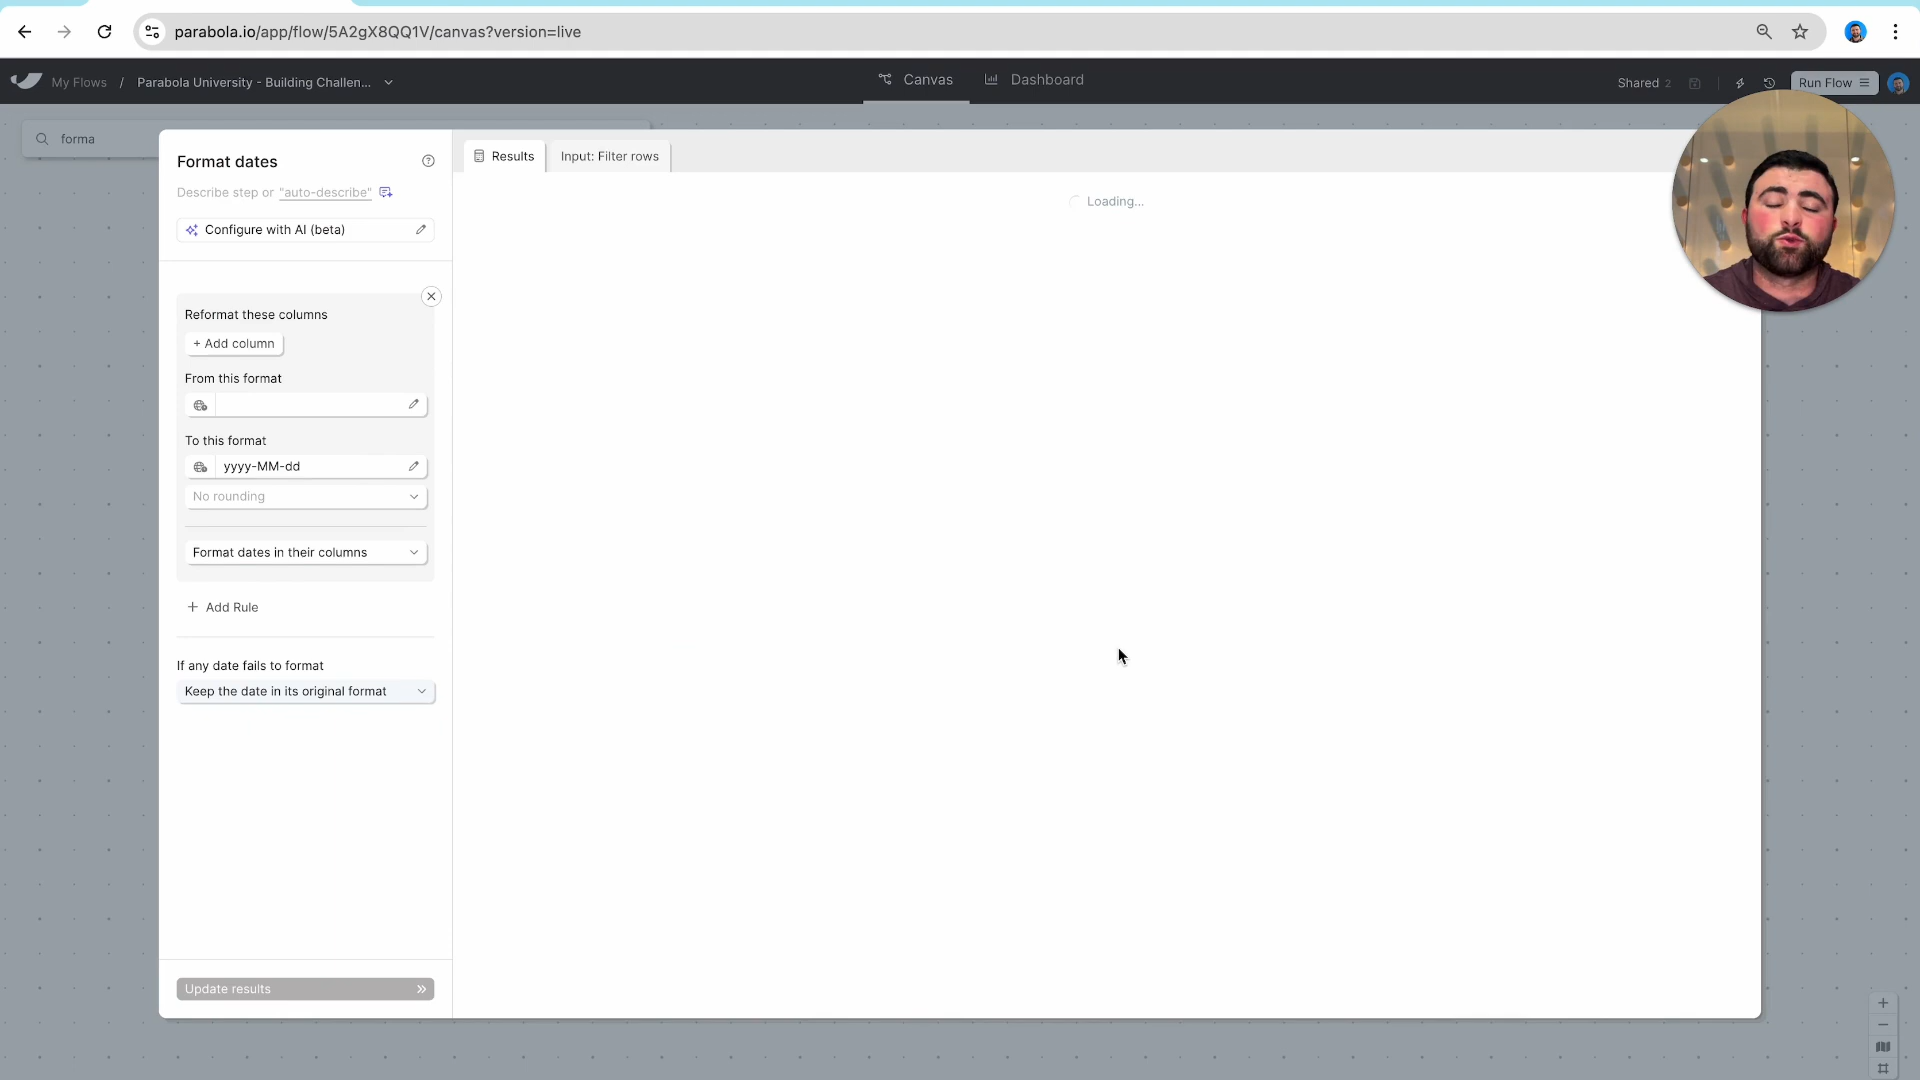 parabola.io/app/flow/5A2gX8QQ1V/canvas?version=live
My Flows / Parabola University - Building Challen...
Canvas
Dashboard
Shared 2
Run Flow
forma
Format dates
Describe step or "auto-describe"
Configure with AI (beta)
Reformat these columns
+ Add column
From this format
To this format
yyyy-MM-dd
No rounding
Format dates in their columns
+ Add Rule
If any date fails to format
Keep the date in its original format
Update results
Results
Input: Filter rows
Loading...